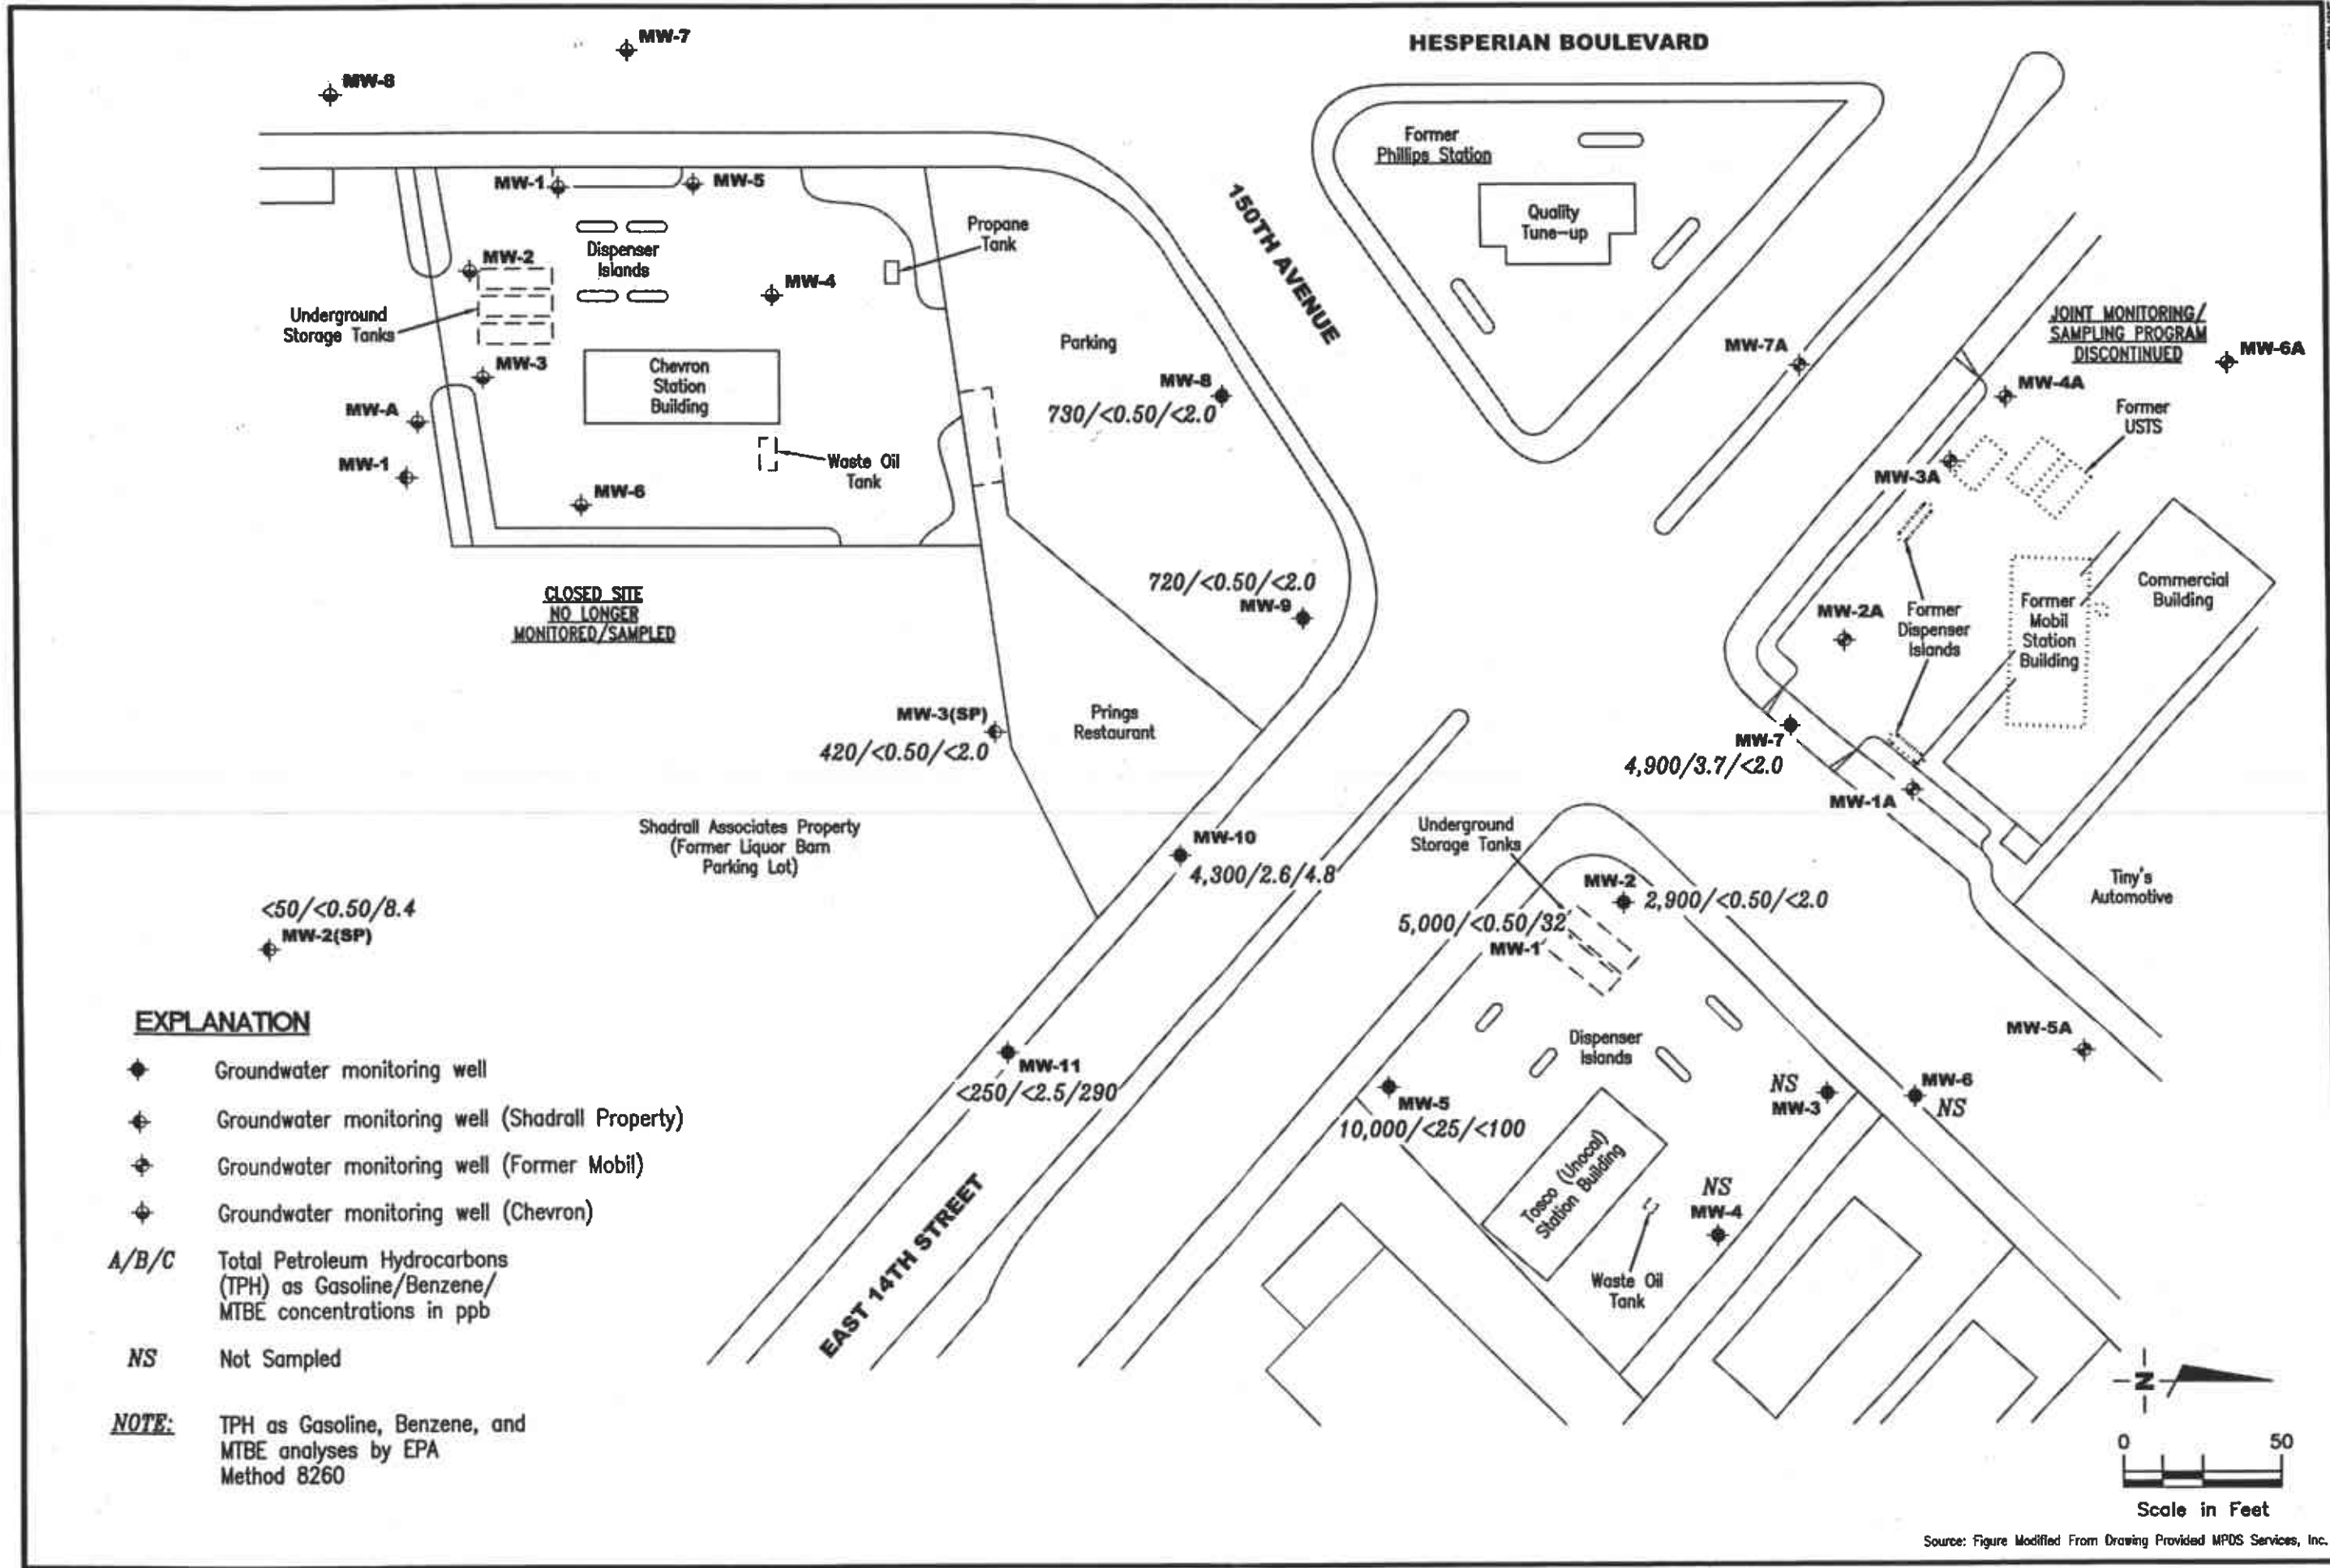 HESPERIAN BOULEVARD
MW-7
MW-8
MW-1
MW-5
Dispenser
Islands
MW-2
MW-4
Propane
Tank
Underground
Storage Tanks
MW-3
Chevron
Station
Building
MW-A
MW-1
Waste Oil
Tank
MW-6
CLOSED SITE
NO LONGER
MONITORED/SAMPLED
Parking
MW-8
730/<0.50/<2.0
720/<0.50/<2.0
MW-9
150TH AVENUE
Former
Phillips Station
Quality
Tune-up
MW-7A
JOINT MONITORING/
SAMPLING PROGRAM
DISCONTINUED
MW-6A
MW-4A
Former
USTS
MW-3A
MW-2A
Former
Dispenser
Islands
Former
Mobil
Station
Building
Commercial
Building
MW-7
4,900/3.7/<2.0
MW-1A
Tiny's
Automotive
MW-5A
MW-3(SP)
420/<0.50/<2.0
Prings
Restaurant
Shadrall Associates Property
(Former Liquor Barn
Parking Lot)
MW-10
4,300/2.6/4.8
<50/<0.50/8.4
MW-2(SP)
MW-11
<250/<2.5/290
EAST 14TH STREET
Underground
Storage Tanks
MW-2
2,900/<0.50/<2.0
5,000/<0.50/32
MW-1
Dispenser
Islands
MW-5
10,000/<25/<100
NS
MW-3
MW-6
NS
Tosco (Unocal)
Station Building
NS
MW-4
Waste Oil
Tank
EXPLANATION
Groundwater monitoring well
Groundwater monitoring well (Shadrall Property)
Groundwater monitoring well (Former Mobil)
Groundwater monitoring well (Chevron)
A/B/C Total Petroleum Hydrocarbons
(TPH) as Gasoline/Benzene/
MTBE concentrations in ppb
NS Not Sampled
NOTE: TPH as Gasoline, Benzene, and
MTBE analyses by EPA
Method 8260
N
0 50
Scale in Feet
Source: Figure Modified From Drawing Provided MPDS Services, Inc.